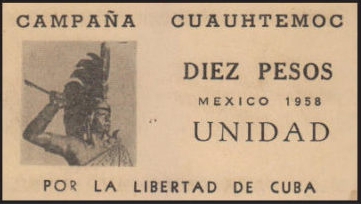 CAMPAÑA CUAUHTEMOC
DIEZ PESOS
MEXICO 1958
UNIDAD
POR LA LIBERTAD DE CUBA